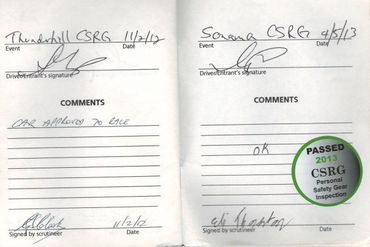 Thunderhill CSRG 11/2/12
Event Date
Driver/Entrant's signature
COMMENTS
CAR APPROVED TO RACE
11/2/12
Signed by scrutineer Date
Sonoma CSRG 4/5/13
Event Date
Driver/Entrant's signature
COMMENTS
OK
PASSED
2013
CSRG
Personal
Safety Gear
Inspection
Signed by scrutineer Date